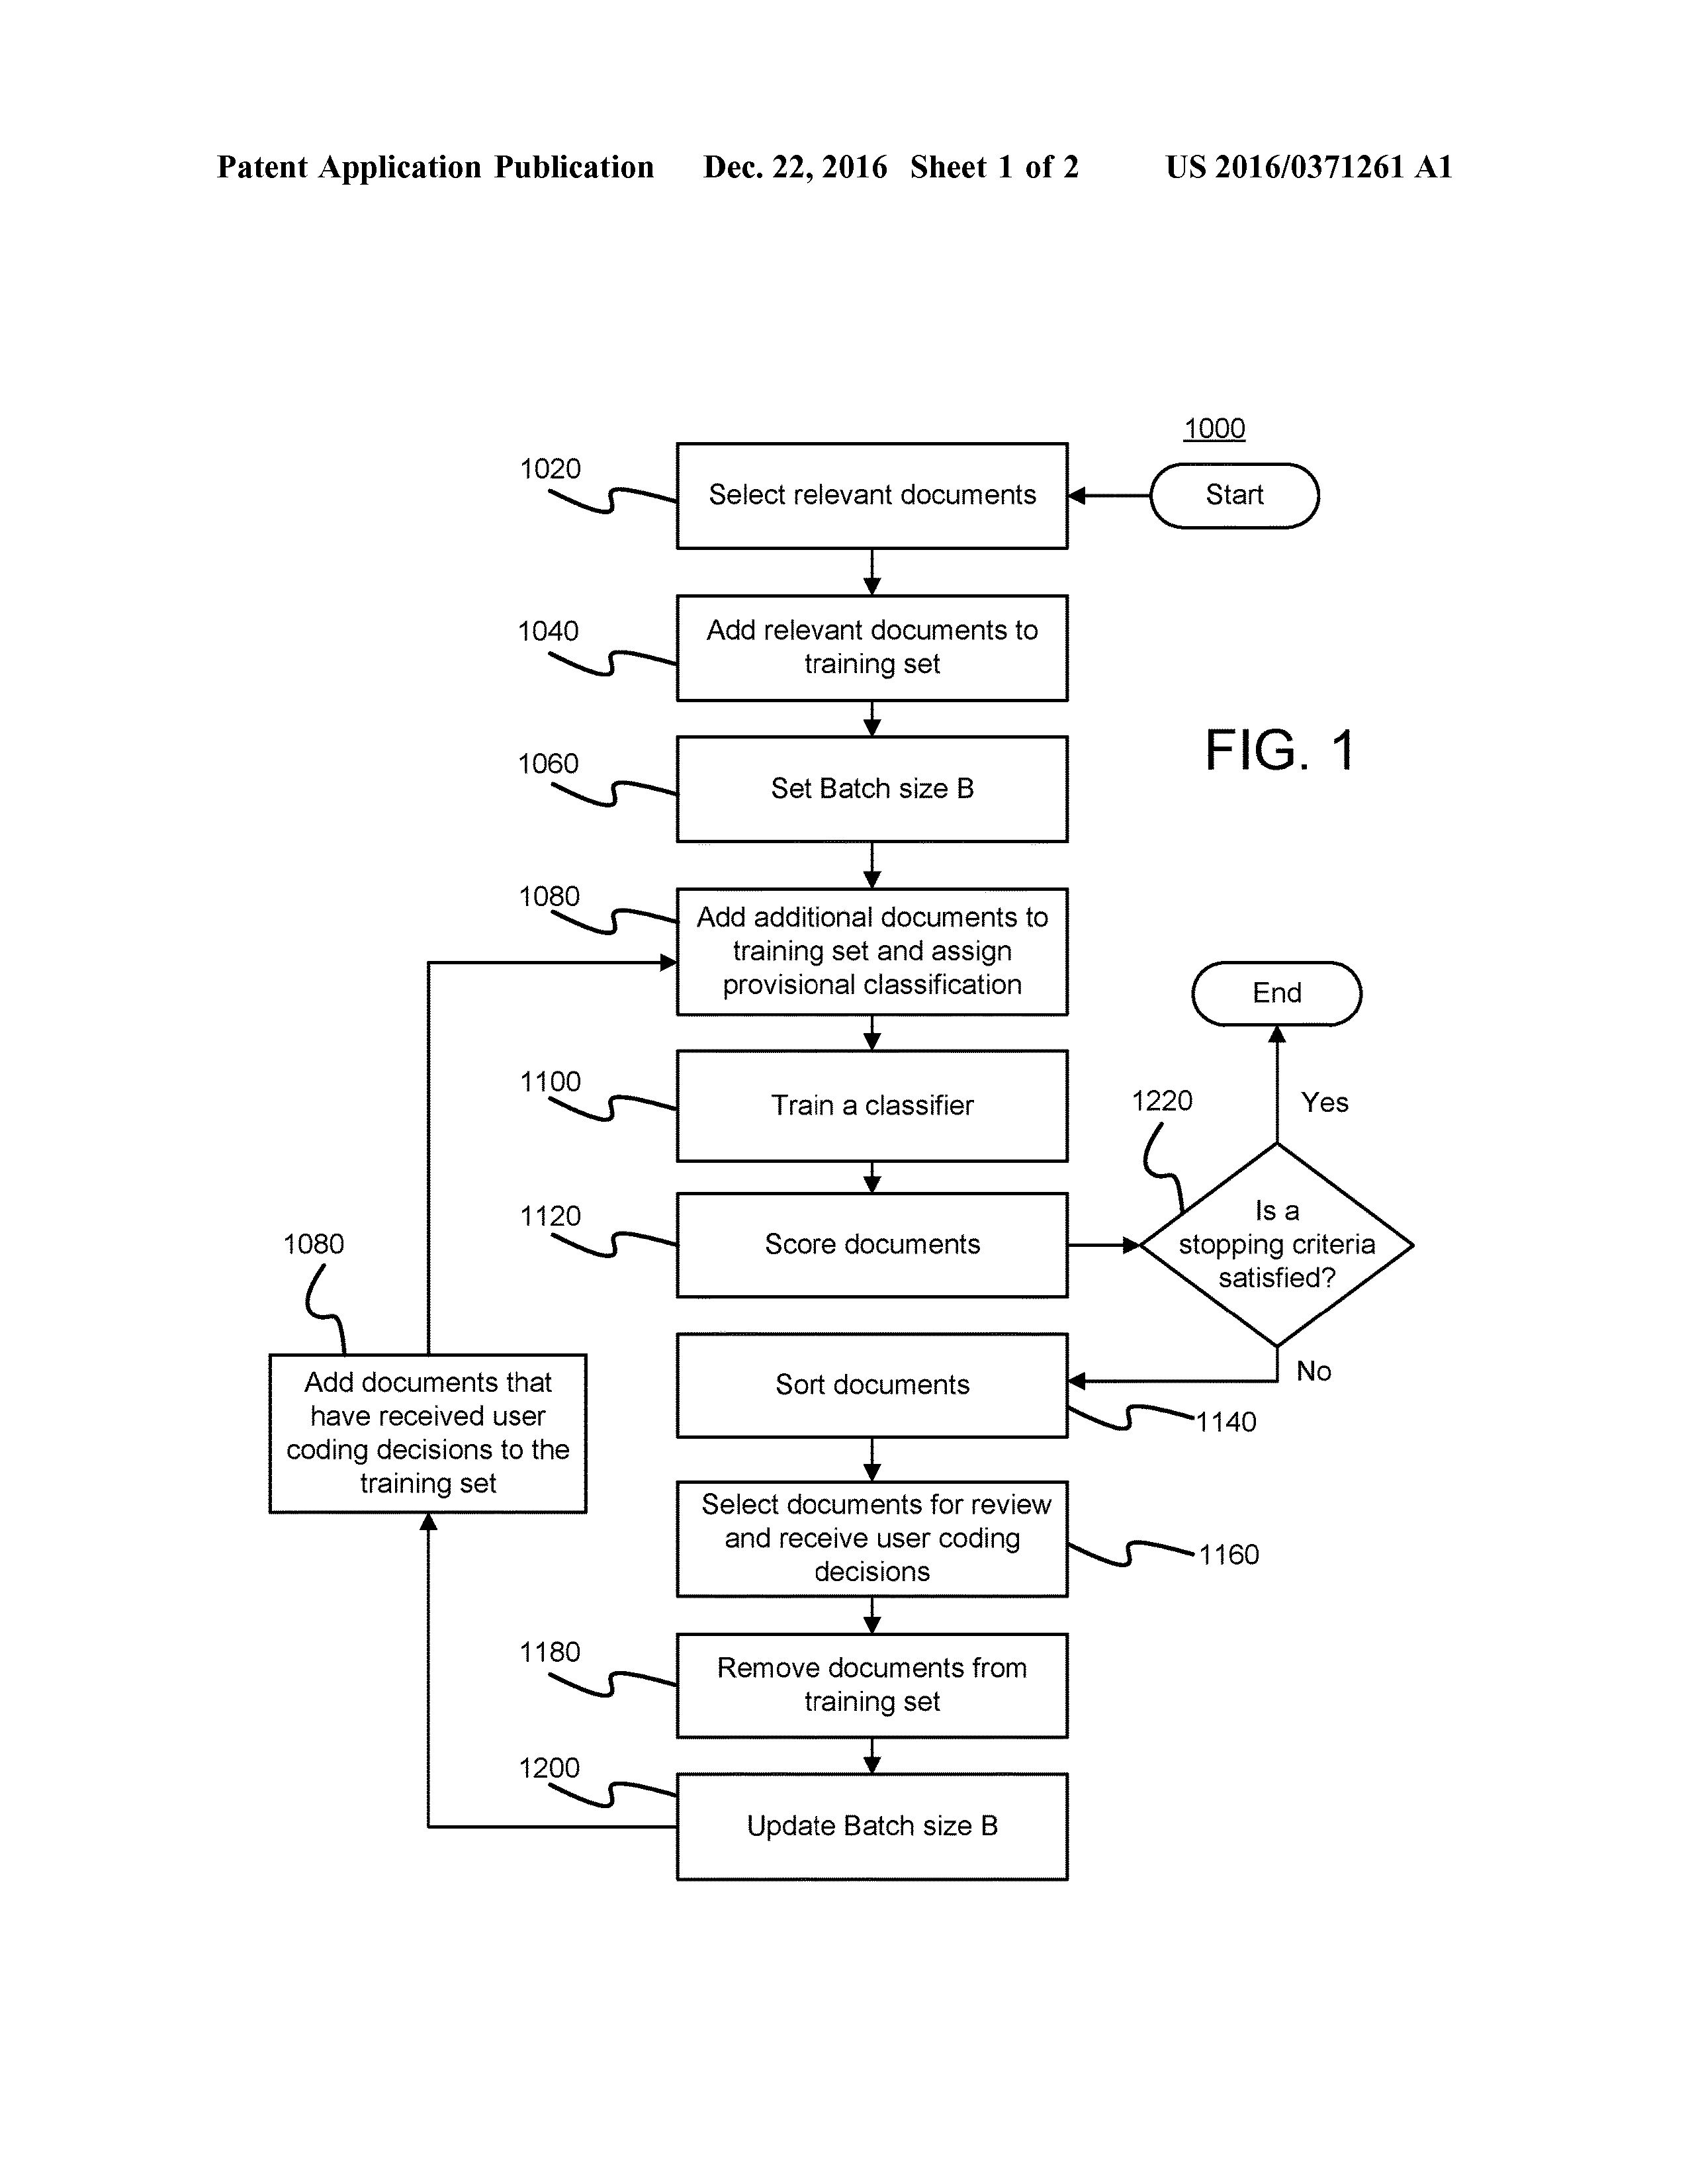 Patent Application Publication Dec. 22, 2016 Sheet 1 of 2 US 2016/0371261 A1
1000
Start
1020
Select relevant documents
1040
Add relevant documents to
training set
FIG. 1
1060
Set Batch size B
1080
Add additional documents to
training set and assign
provisional classification
End
1100
Train a classifier
1220
Yes
1120
Score documents
Is a
stopping criteria
satisfied?
No
1080
Add documents that
have received user
coding decisions to the
training set
Sort documents
1140
Select documents for review
and receive user coding
decisions
1160
1180
Remove documents from
training set
1200
Update Batch size B